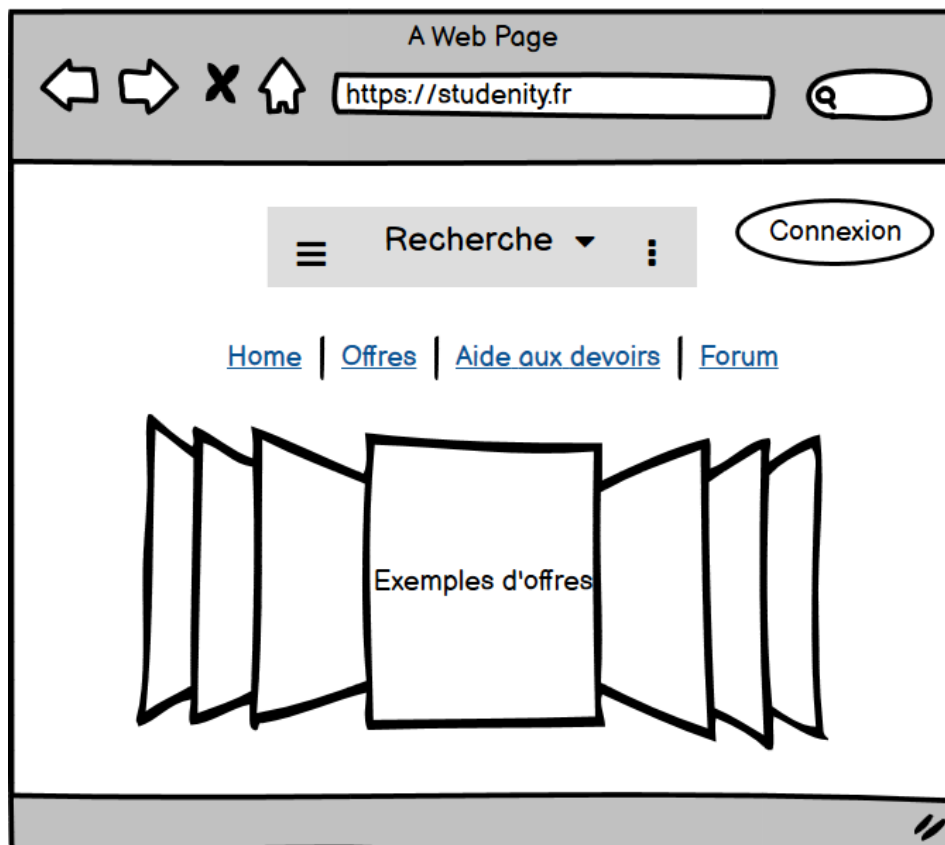 A Web Page
https://studenity.fr
Recherche
Connexion
Home Offres Aide aux devoirs Forum
Exemples d'offres